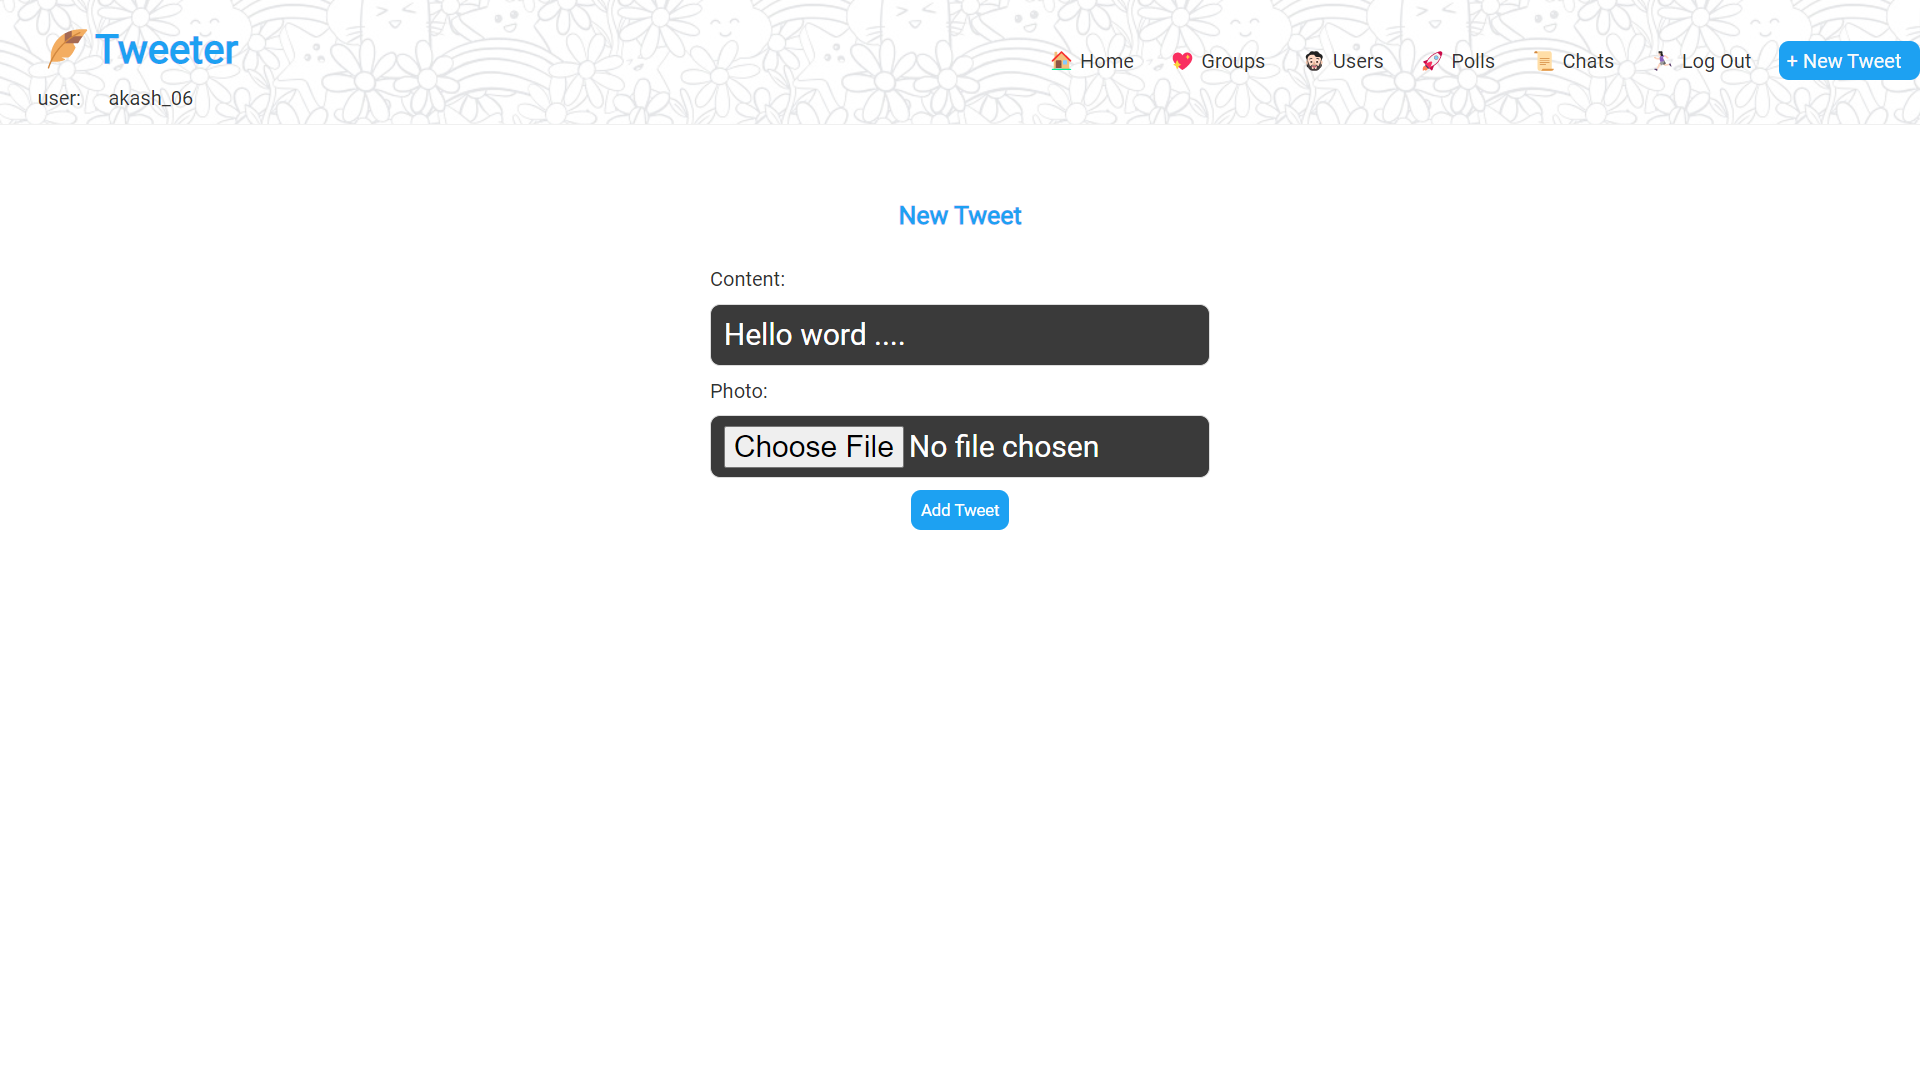 Tweeter
Home Groups Users Polls Chats Log Out + New Tweet
user: akash_06
New Tweet
Content:
Hello word ....
Photo:
Choose File No file chosen
Add Tweet